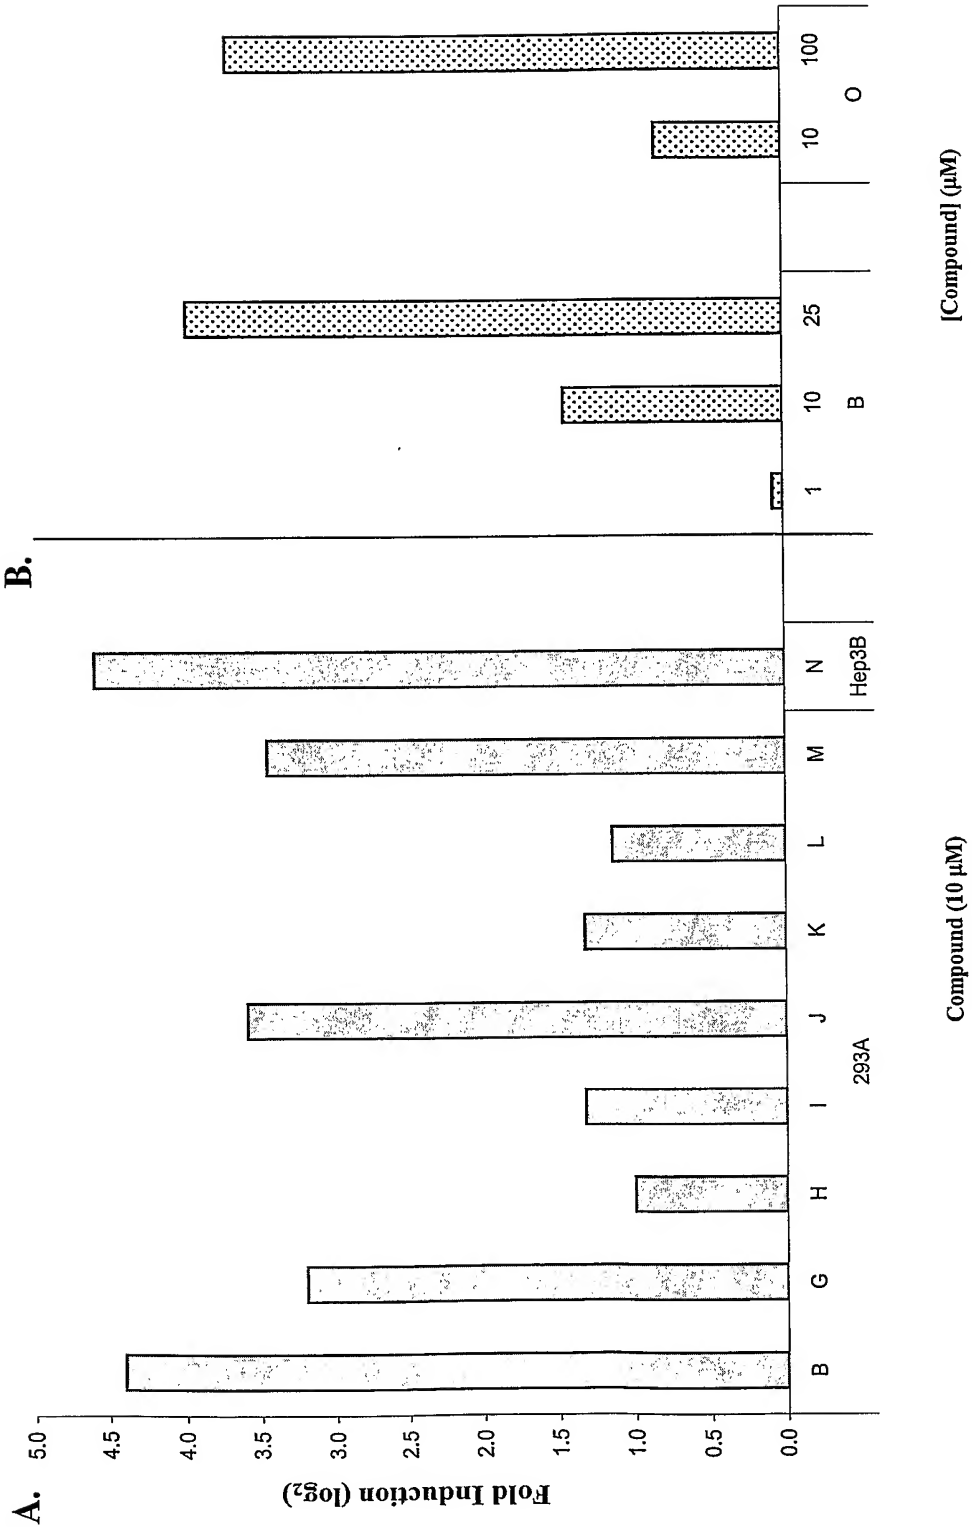 A.
B.
Fold Induction (log₂)
5.0
4.5
4.0
3.5
3.0
2.5
2.0
1.5
1.0
0.5
0.0
B G H I J K L M N 1 10 25 10 100
293A Hep3B B O
Compound (10 µM) [Compound] (µM)